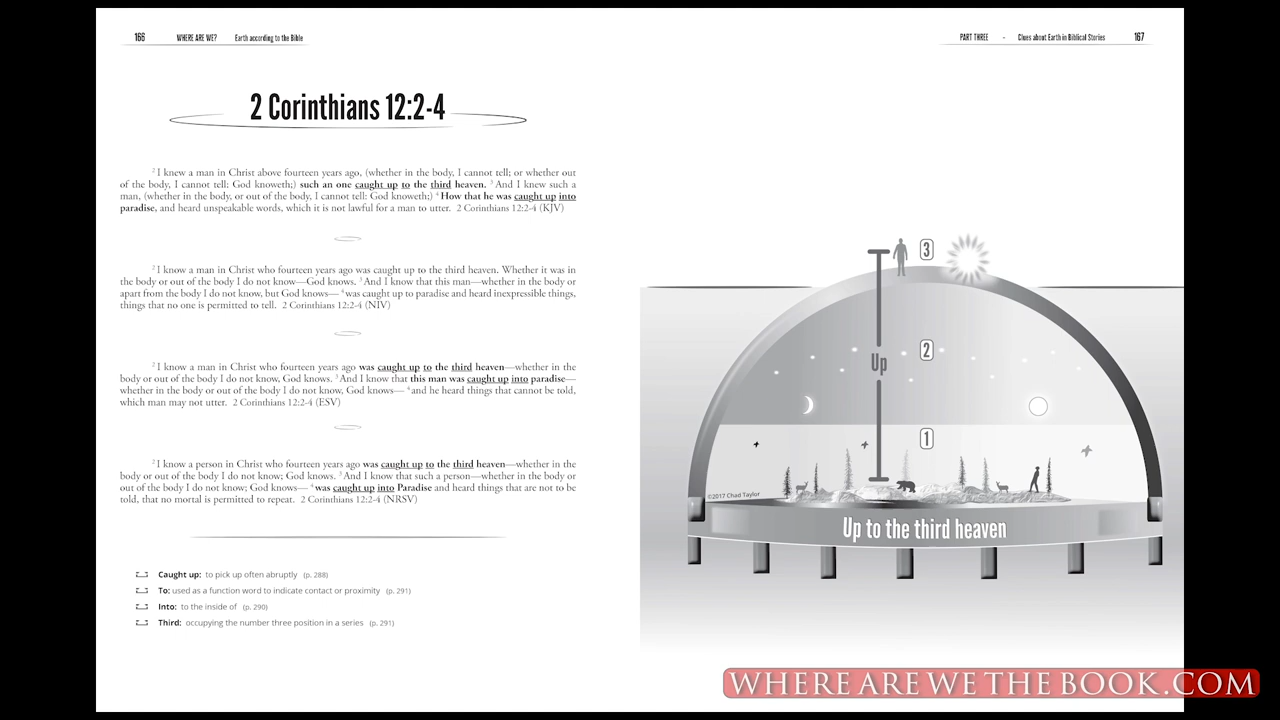 166 WHERE ARE WE? Earth according to the Bible
2 Corinthians 12:2-4
2 I knew a man in Christ above fourteen years ago, (whether in the body, I cannot tell; or whether out
of the body, I cannot tell: God knoweth;) such an one caught up to the third heaven. 3 And I knew such a
man, (whether in the body, or out of the body, I cannot tell: God knoweth;) 4 How that he was caught up into
paradise, and heard unspeakable words, which it is not lawful for a man to utter. 2 Corinthians 12:2-4 (KJV)
2 I know a man in Christ who fourteen years ago was caught up to the third heaven. Whether it was in
the body or out of the body I do not know—God knows. 3 And I know that this man—whether in the body or
apart from the body I do not know, but God knows— 4 was caught up to paradise and heard inexpressible things,
things that no one is permitted to tell. 2 Corinthians 12:2-4 (NIV)
2 I know a man in Christ who fourteen years ago was caught up to the third heaven—whether in the
body or out of the body I do not know, God knows. 3 And I know that this man was caught up into paradise—
whether in the body or out of the body I do not know, God knows— 4 and he heard things that cannot be told,
which man may not utter. 2 Corinthians 12:2-4 (ESV)
2 I know a person in Christ who fourteen years ago was caught up to the third heaven—whether in the
body or out of the body I do not know; God knows. 3 And I know that such a person—whether in the body or
out of the body I do not know; God knows— 4 was caught up into Paradise and heard things that are not to be
told, that no mortal is permitted to repeat. 2 Corinthians 12:2-4 (NRSV)
Caught up: to pick up often abruptly (p. 288)
To: used as a function word to indicate contact or proximity (p. 291)
Into: to the inside of (p. 290)
Third: occupying the number three position in a series (p. 291)
PART THREE - Clues about Earth in Biblical Stories 167
3
2
Up
1
©2017 Chad Taylor
Up to the third heaven
WHEREAREWETHEBOOK.COM